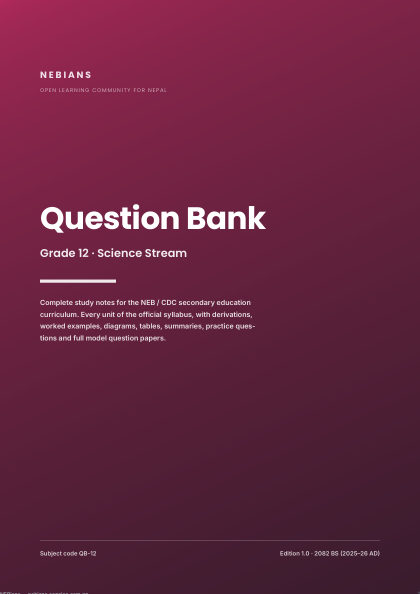 NEBIANS
OPEN LEARNING COMMUNITY FOR NEPAL
Question Bank
Grade 12 · Science Stream
Complete study notes for the NEB / CDC secondary education
curriculum. Every unit of the official syllabus, with derivations,
worked examples, diagrams, tables, summaries, practice ques-
tions and full model question papers.
Subject code QB-12
Edition 1.0 · 2082 BS (2025–26 AD)